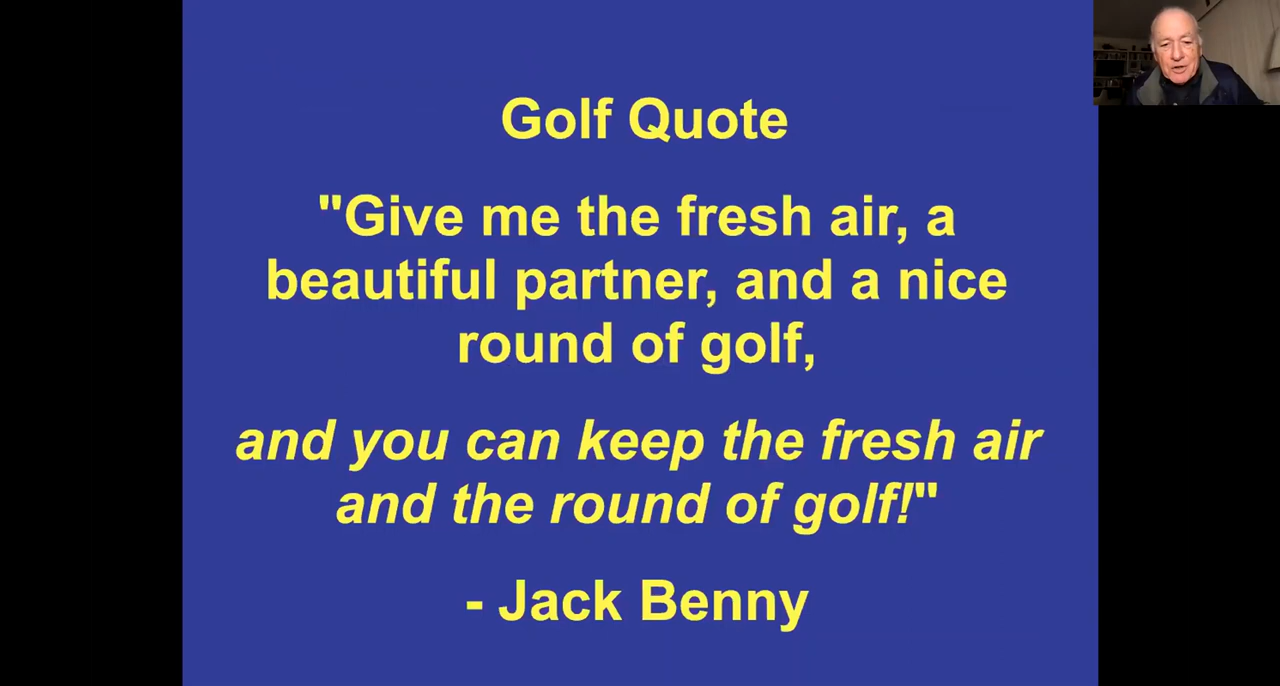 Golf Quote
"Give me the fresh air, a
beautiful partner, and a nice
round of golf,
and you can keep the fresh air
and the round of golf!"
- Jack Benny